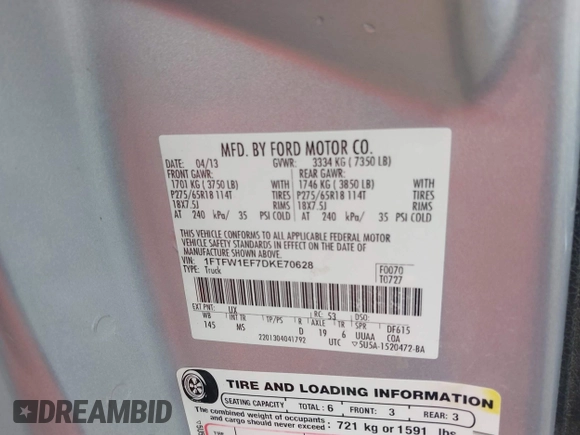 MFD. BY FORD MOTOR CO.
DATE: 04/13 GVWR: 3334 KG ( 7350 LB)
FRONT GAWR: REAR GAWR:
1701 KG ( 3750 LB) WITH 1746 KG ( 3850 LB) WITH
P275/65R18 114T TIRES P275/65R18 114T TIRES
18X7.5J RIMS 18X7.5J RIMS
AT 240 kPa/ 35 PSI COLD AT 240 kPa/ 35 PSI COLD
THIS VEHICLE CONFORMS TO ALL APPLICABLE FEDERAL MOTOR
VEHICLE SAFETY STANDARDS IN EFFECT ON THE DATE OF
MANUFACTURE SHOWN ABOVE.
VIN: 1FTFW1EF7DKE70628
TYPE: Truck
F0070
T0727
EXT PNT: UX RC: 53 DF615
WB INT TR TP/PS R AXLE TR SPR
145 MS D 19 6 UUAA CQA
2201304041792 UTC 5U5A-1520472-BA
TIRE AND LOADING INFORMATION
SEATING CAPACITY TOTAL: 6 FRONT: 3 REAR: 3
The combined weight of occupants
and cargo should never exceed: 721 kg or 1591 lbs
DREAMBID